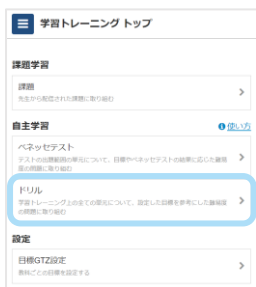 学習トレーニング トップ
課題学習
課題
先生から配信された課題に取り組む
自主学習
使い方
ベネッセテスト
テストの出題範囲の単元について、目標やベネッセテストの結果に応じた難易
度の問題に取り組む
ドリル
学習トレーニング上の全ての単元について、設定した目標を参考にした難易度
の問題に取り組む
設定
目標GTZ設定
教科ごとの目標を設定する